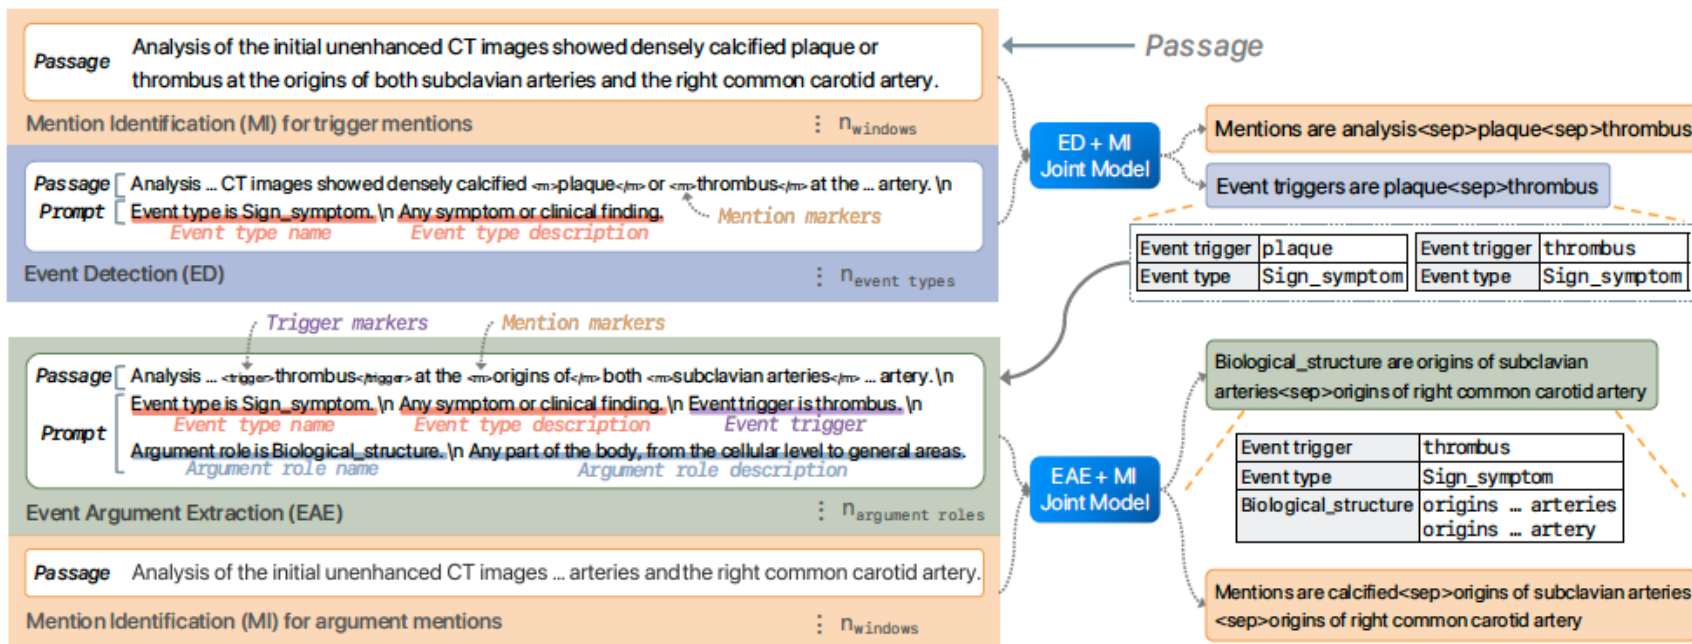 Passage Analysis of the initial unenhanced CT images showed densely calcified plaque or
thrombus at the origins of both subclavian arteries and the right common carotid artery.
Mention Identification (MI) for trigger mentions
⋮ n_windows
Passage
Passage Analysis ... CT images showed densely calcified <m>plaque</m> or <m>thrombus</m> at the ... artery. \n
Prompt Event type is Sign_symptom. \n Any symptom or clinical finding.
Mention markers
Event type name
Event type description
Event Detection (ED)
⋮ n_event types
ED + MI
Joint Model
Mentions are analysis<sep>plaque<sep>thrombus
Event triggers are plaque<sep>thrombus
Event trigger plaque
Event type Sign_symptom
Event trigger thrombus
Event type Sign_symptom
Trigger markers
Mention markers
Passage Analysis ... <trigger>thrombus</trigger> at the <m>origins of</m> both <m>subclavian arteries</m> ... artery. \n
Prompt Event type is Sign_symptom. \n Any symptom or clinical finding. \n Event trigger is thrombus. \n
Event type name
Event type description
Event trigger
Argument role is Biological_structure. \n Any part of the body, from the cellular level to general areas.
Argument role name
Argument role description
Event Argument Extraction (EAE)
⋮ n_argument roles
Passage Analysis of the initial unenhanced CT images ... arteries and the right common carotid artery.
Mention Identification (MI) for argument mentions
⋮ n_windows
EAE + MI
Joint Model
Biological_structure are origins of subclavian
arteries<sep>origins of right common carotid artery
Event trigger thrombus
Event type Sign_symptom
Biological_structure origins ... arteries
origins ... artery
Mentions are calcified<sep>origins of subclavian arteries
<sep>origins of right common carotid artery